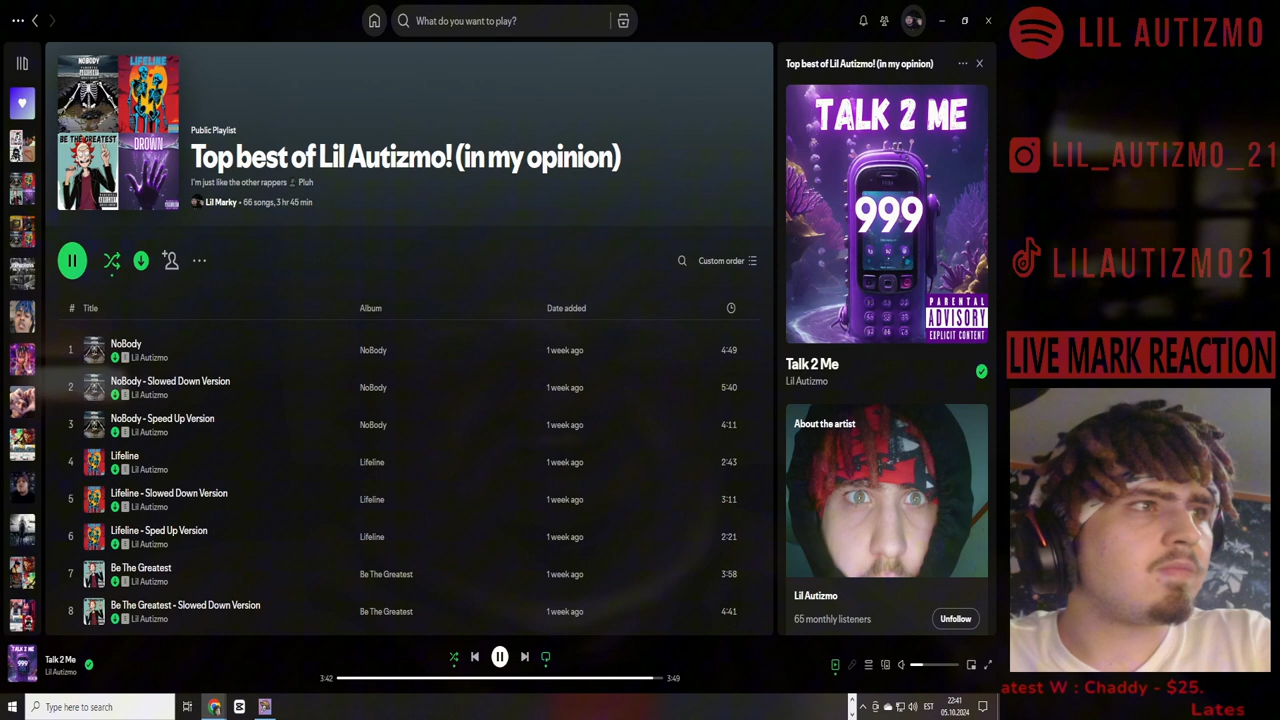 What do you want to play?
LIL AUTIZMO
NOBODY
LIFELIKE
BE THE GREATEST
DROWN
Public Playlist
Top best of Lil Autizmo! (in my opinion)
I'm just like the other rappers
Pluh
Lil Marky • 66 songs, 3 hr 45 min
Top best of Lil Autizmo! (in my opinion)
TALK 2 ME
999
PARENTAL
ADVISORY
EXPLICIT CONTENT
LIL_AUTIZMO_21
LILAUTIZMO21
Custom order
# Title Album Date added
1 NoBody NoBody 1 week ago 4:49
E Lil Autizmo
2 NoBody - Slowed Down Version NoBody 1 week ago 5:40
E Lil Autizmo
3 NoBody - Speed Up Version NoBody 1 week ago 4:11
E Lil Autizmo
4 Lifeline Lifeline 1 week ago 2:43
E Lil Autizmo
5 Lifeline - Slowed Down Version Lifeline 1 week ago 3:11
E Lil Autizmo
6 Lifeline - Sped Up Version Lifeline 1 week ago 2:21
E Lil Autizmo
7 Be The Greatest Be The Greatest 1 week ago 3:58
E Lil Autizmo
8 Be The Greatest - Slowed Down Version Be The Greatest 1 week ago 4:41
E Lil Autizmo
Talk 2 Me
Lil Autizmo
About the artist
Lil Autizmo
65 monthly listeners
Unfollow
LIVE MARK REACTION
Talk 2 Me
Lil Autizmo
3:42
3:49
atest W : Chaddy - $25.
Lates
Type here to search
EST
22:41
05.10.2024